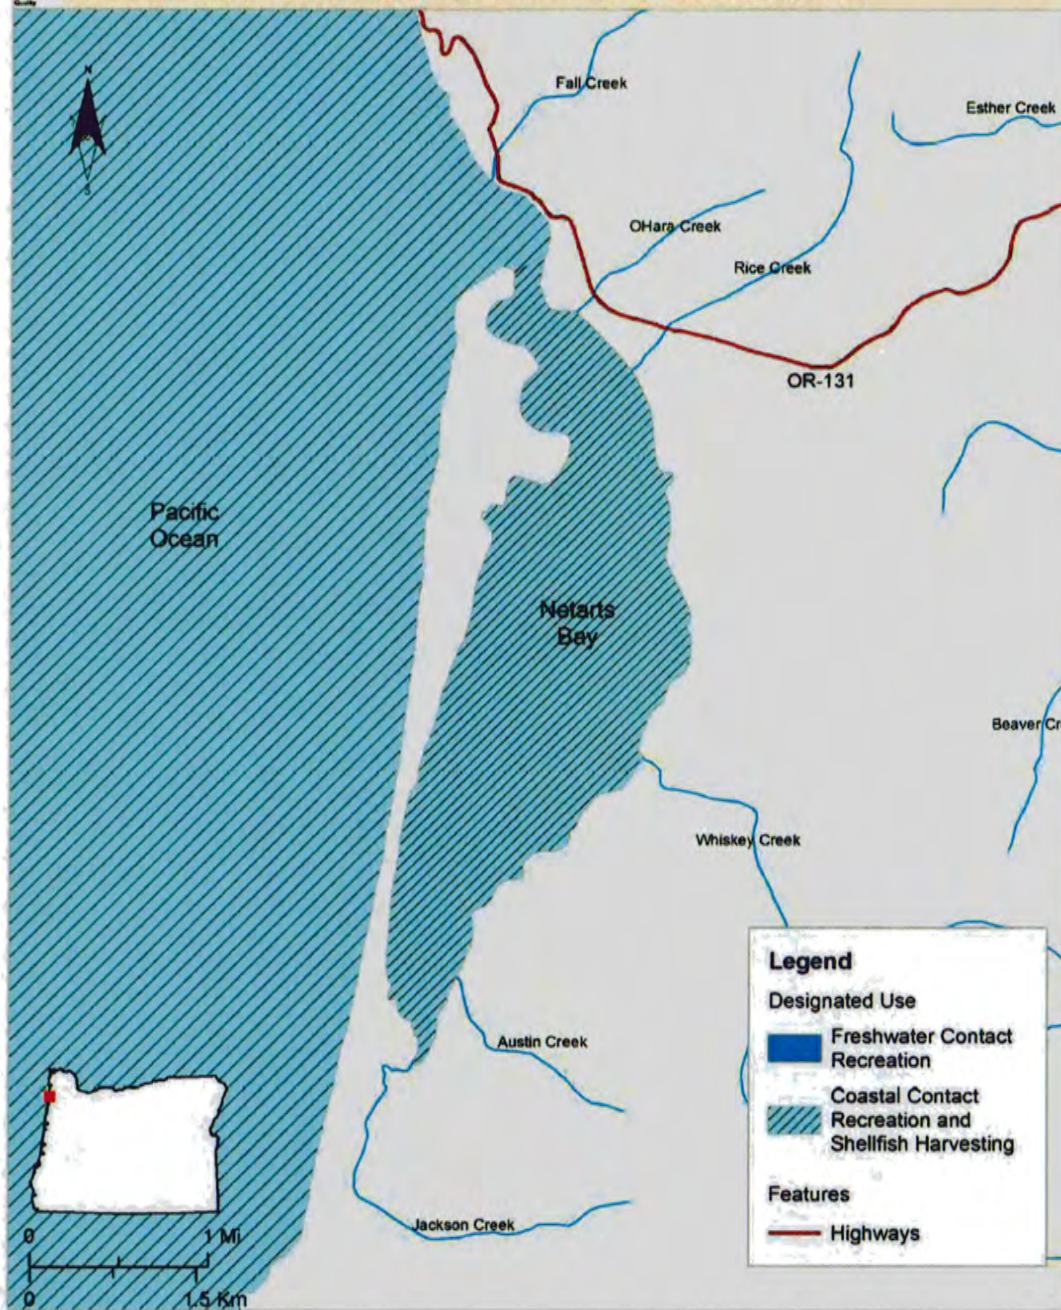 N
S
Fall Creek
Esther Creek
OHara Creek
Rice Creek
OR-131
Pacific
Ocean
Netarts
Bay
Beaver Cr
Whiskey Creek
Austin Creek
Jackson Creek
Legend
Designated Use
Freshwater Contact
Recreation
Coastal Contact
Recreation and
Shellfish Harvesting
Features
Highways
0 1 Mi
0 1.5 Km